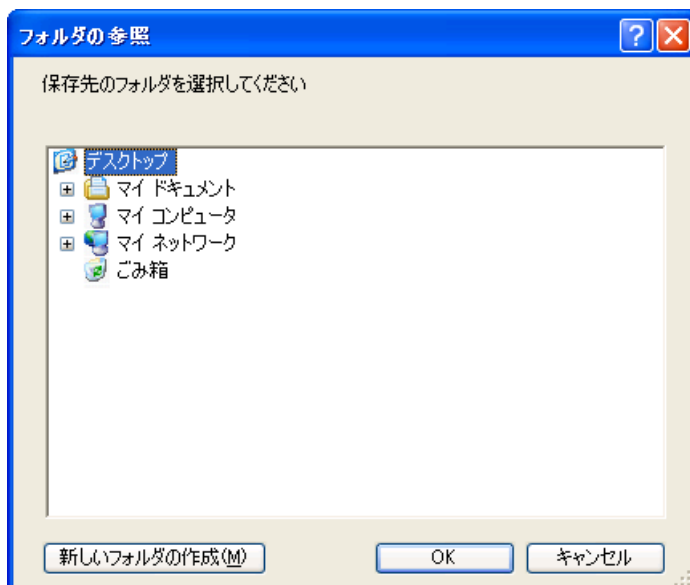 フォルダの参照
保存先のフォルダを選択してください
デスクトップ
マイ ドキュメント
マイ コンピュータ
マイ ネットワーク
ごみ箱
新しいフォルダの作成(M) OK キャンセル